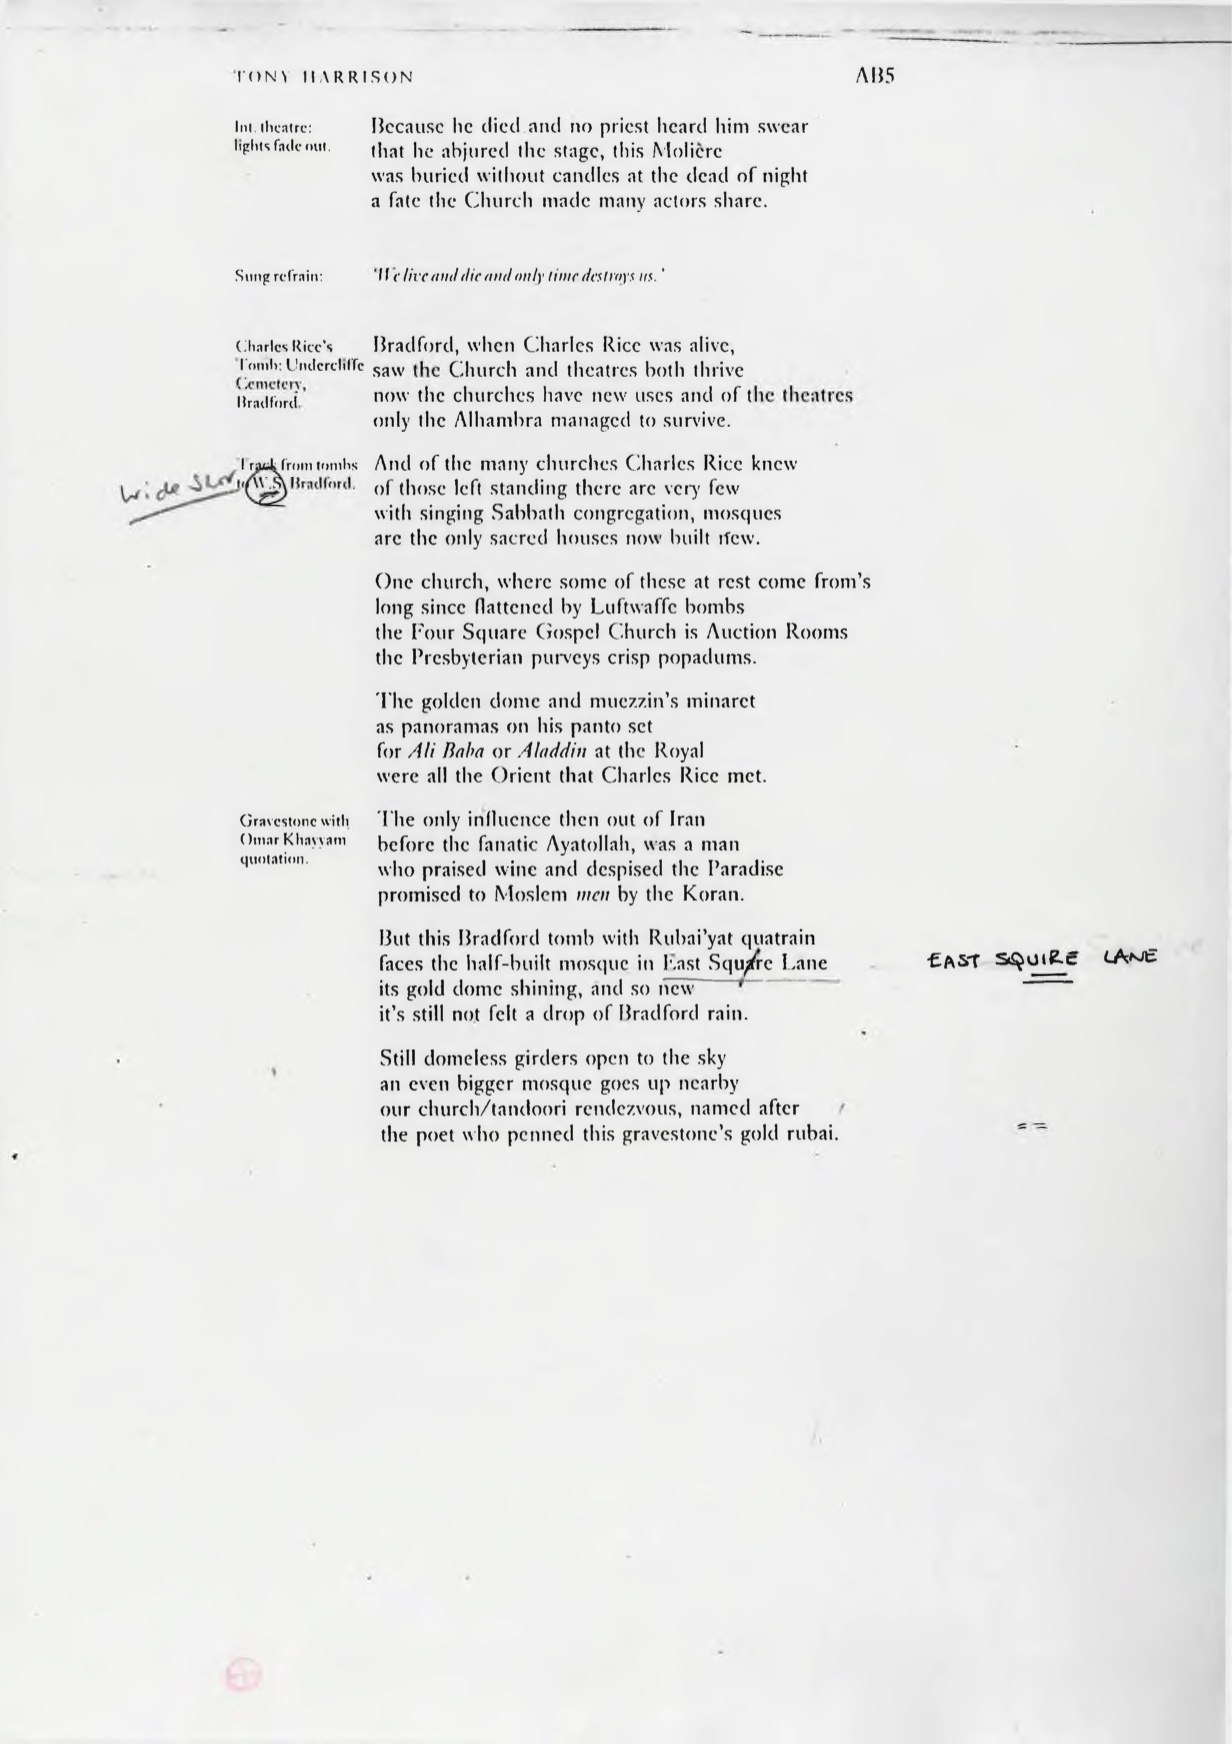 TONY HARRISON AB5
Int. theatre:
lights fade out.
Because he died and no priest heard him swear
that he abjured the stage, this Molière
was buried without candles at the dead of night
a fate the Church made many actors share.
Sung refrain:
'We live and die and only time destroys us.'
Charles Rice's
Tomb: Undercliffe
Cemetery,
Bradford.
Bradford, when Charles Rice was alive,
saw the Church and theatres both thrive
now the churches have new uses and of the theatres
only the Alhambra managed to survive.
Track from tombs
to W.S. Bradford.
Wide Shot
And of the many churches Charles Rice knew
of those left standing there are very few
with singing Sabbath congregation, mosques
are the only sacred houses now built new.
One church, where some of these at rest come from's
long since flattened by Luftwaffe bombs
the Four Square Gospel Church is Auction Rooms
the Presbyterian purveys crisp popadums.
The golden dome and muezzin's minaret
as panoramas on his panto set
for Ali Baba or Aladdin at the Royal
were all the Orient that Charles Rice met.
Gravestone with
Omar Khayyam
quotation.
The only influence then out of Iran
before the fanatic Ayatollah, was a man
who praised wine and despised the Paradise
promised to Moslem men by the Koran.
But this Bradford tomb with Rubai'yat quatrain
faces the half-built mosque in East Square Lane
EAST SQUIRE LANE
its gold dome shining, and so new
it's still not felt a drop of Bradford rain.
Still domeless girders open to the sky
an even bigger mosque goes up nearby
our church/tandoori rendezvous, named after
the poet who penned this gravestone's gold rubai.